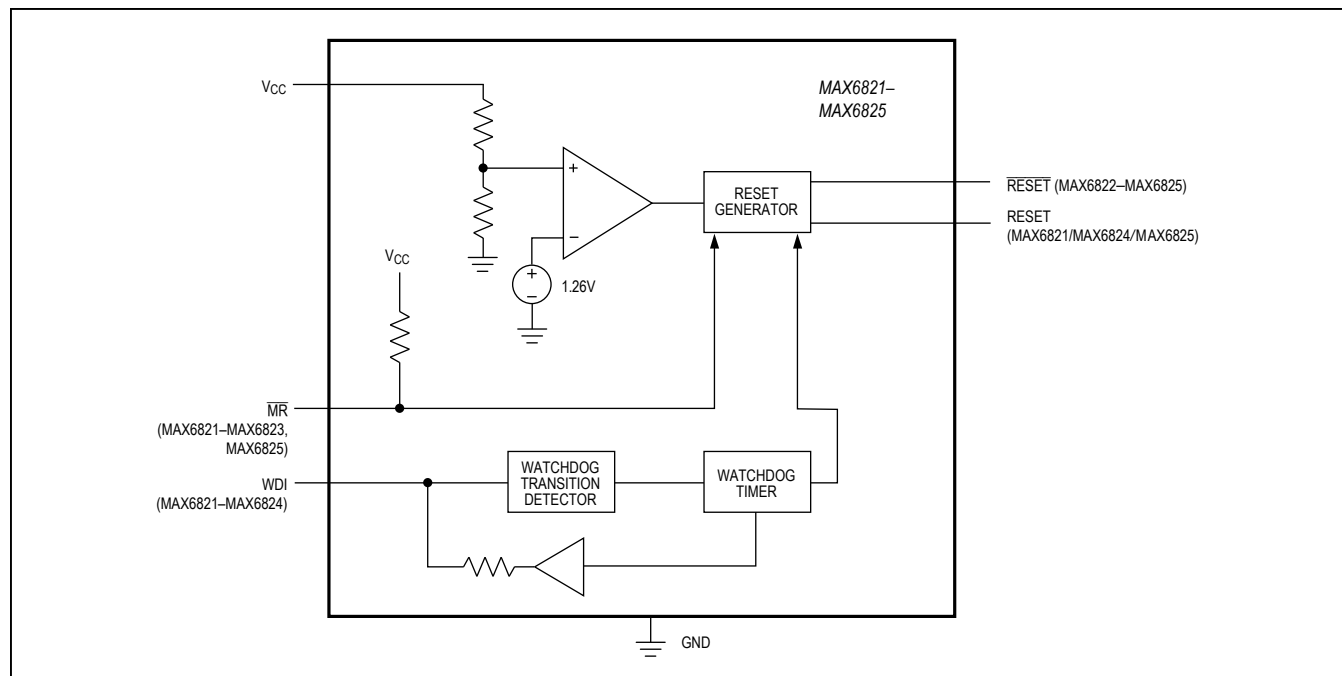 MAX6821–
MAX6825
VCC
+
−
RESET
GENERATOR
RESET (MAX6822–MAX6825)
RESET
(MAX6821/MAX6824/MAX6825)
VCC
+
−
1.26V
MR
(MAX6821–MAX6823,
MAX6825)
WDI
(MAX6821–MAX6824)
WATCHDOG
TRANSITION
DETECTOR
WATCHDOG
TIMER
GND